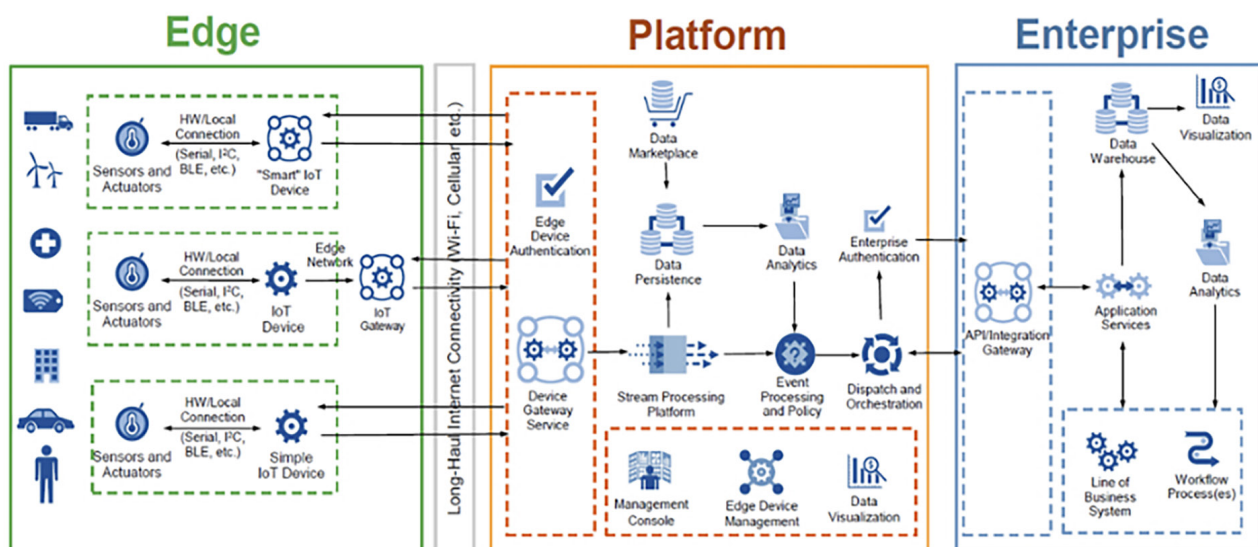 Edge
Platform
Enterprise
HW/Local
Connection
(Serial, I²C,
BLE, etc.)
Sensors and
Actuators
"Smart" IoT
Device
HW/Local
Connection
(Serial, I²C,
BLE, etc.)
Sensors and
Actuators
IoT
Device
Edge
Network
IoT
Gateway
HW/Local
Connection
(Serial, I²C,
BLE, etc.)
Sensors and
Actuators
Simple
IoT Device
Long-Haul Internet Connectivity (Wi-Fi, Cellular, etc.)
Edge
Device
Authentication
Device
Gateway
Service
Data
Marketplace
Data
Persistence
Data
Analytics
Enterprise
Authentication
Stream Processing
Platform
Event
Processing
and Policy
Dispatch and
Orchestration
Management
Console
Edge Device
Management
Data
Visualization
API/Integration
Gateway
Data
Warehouse
Data
Visualization
Data
Analytics
Application
Services
Line of
Business
System
Workflow
Process(es)